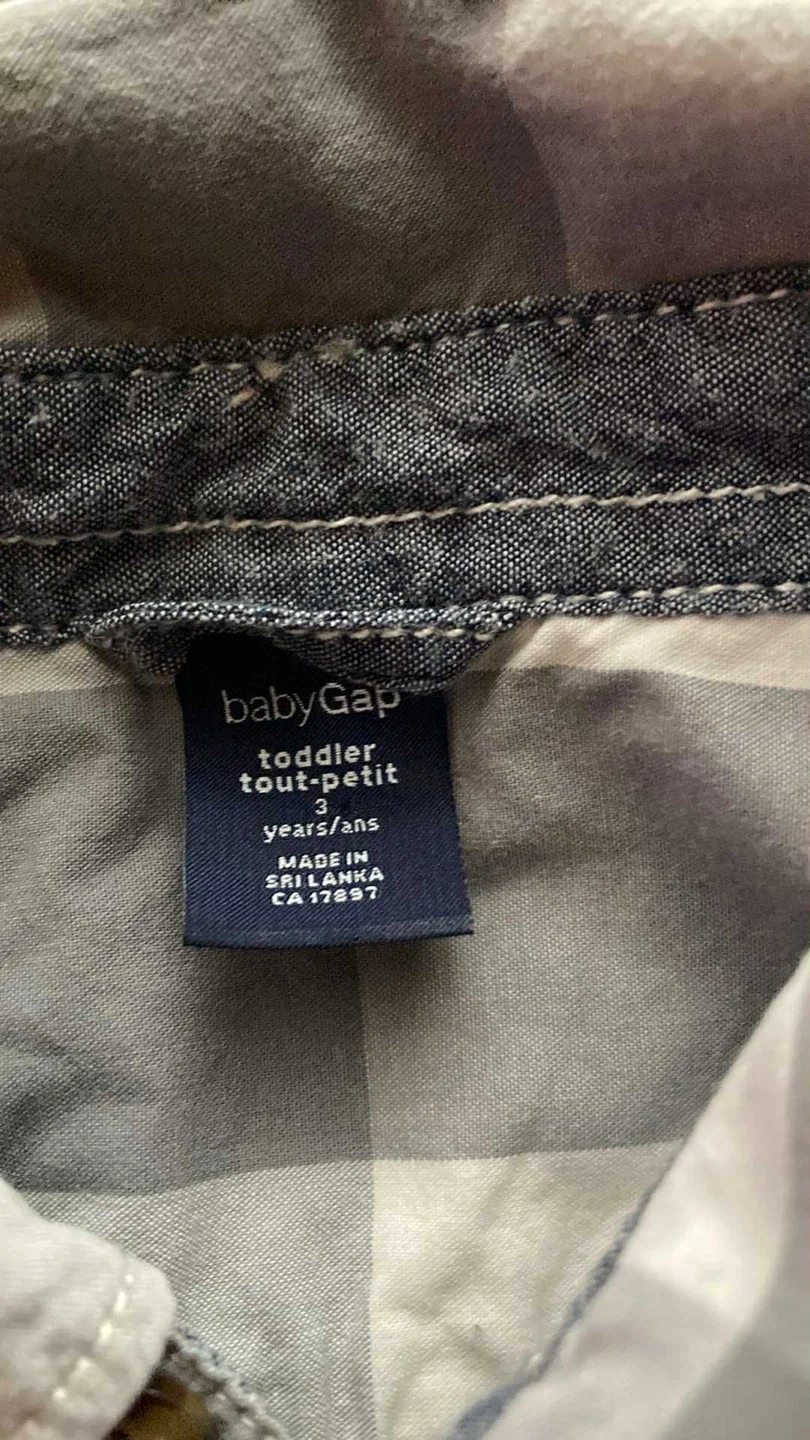 babyGap
toddler
tout-petit
3
years/ans
MADE IN
SRI LANKA
CA 17897